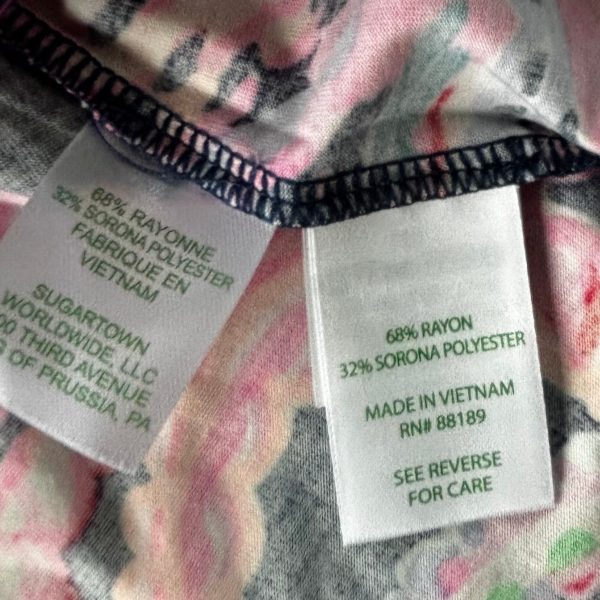 68% RAYONNE
32% SORONA POLYESTER
FABRIQUE EN
VIETNAM
SUGARTOWN
WORLDWIDE, LLC
THIRD AVENUE,
OF PRUSSIA, PA
68% RAYON
32% SORONA POLYESTER
MADE IN VIETNAM
RN# 88189
SEE REVERSE
FOR CARE